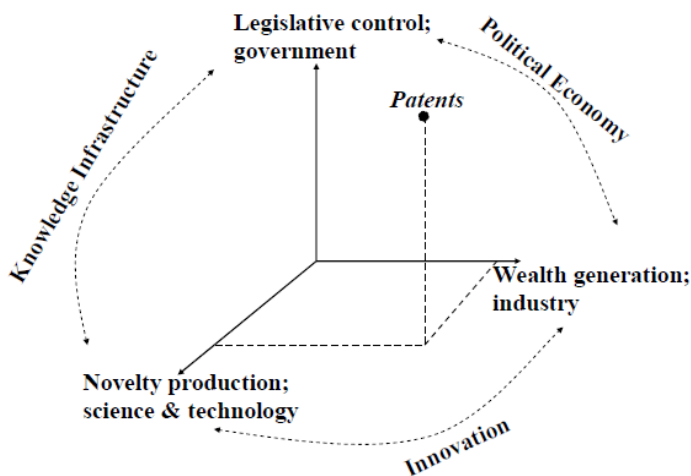 Legislative control;
government
Political Economy
Patents
Knowledge Infrastructure
Wealth generation;
industry
Novelty production;
science & technology
Innovation